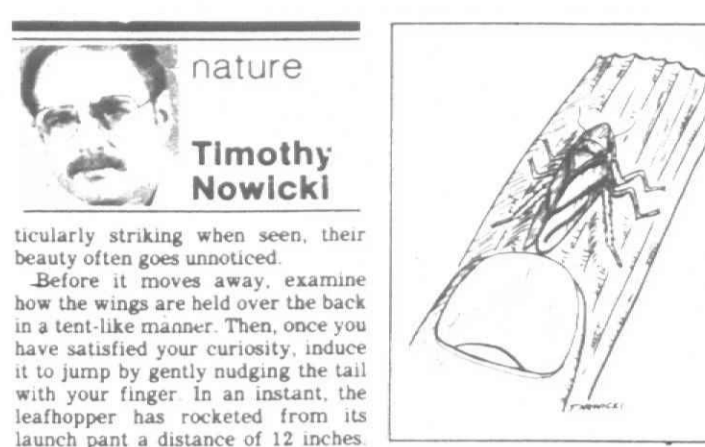 nature
Timothy
Nowicki
ticularly striking when seen, their
beauty often goes unnoticed.
Before it moves away, examine
how the wings are held over the back
in a tent-like manner. Then, once you
have satisfied your curiosity, induce
it to jump by gently nudging the tail
with your finger. In an instant, the
leafhopper has rocketed from its
launch pant a distance of 12 inches.
T.NOWICKI